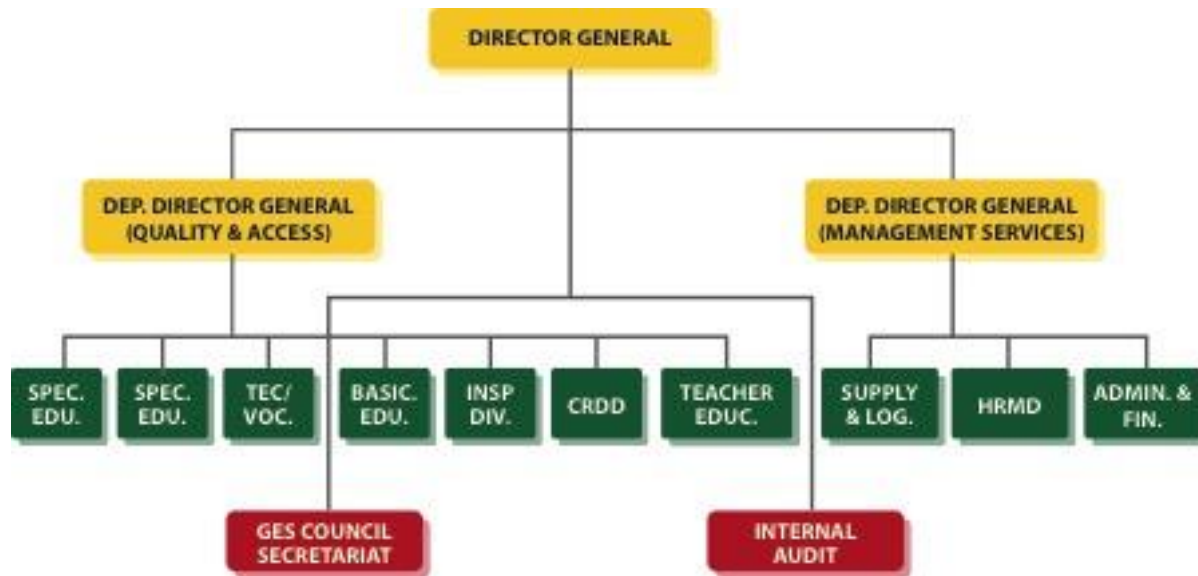 DIRECTOR GENERAL
DEP. DIRECTOR GENERAL
(QUALITY & ACCESS)
DEP. DIRECTOR GENERAL
(MANAGEMENT SERVICES)
SPEC.
EDU.
SPEC.
EDU.
TEC/
VOC.
BASIC.
EDU.
INSP
DIV.
CRDD
TEACHER
EDUC.
SUPPLY
& LOG.
HRMD
ADMIN. &
FIN.
GES COUNCIL
SECRETARIAT
INTERNAL
AUDIT